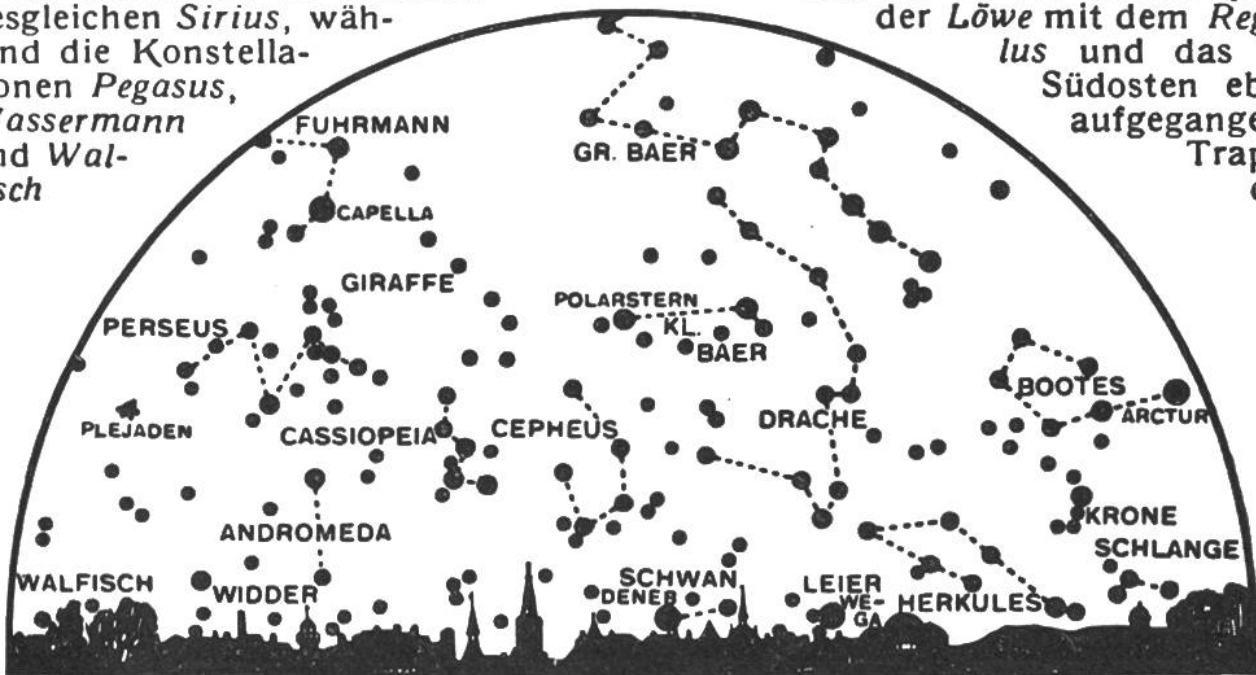 esgleichen Sirius, wäh-
nd die Konstella-
onen Pegasus,
assermann
nd Wal-
sch
der Löwe mit dem Reg
lus und das
Südosten eb
aufgegange
Trap
FUHRMANN
GR. BAER
CAPELLA
GIRAFFE
POLARSTERN
PERSEUS
KL.
BAER
BOOTES
ARCTUR
PLEJADEN
CASSIOPEIA
CEPHEUS
DRACHE
KRONE
ANDROMEDA
SCHLANGE
WALFISCH
WIDDER
SCHWAN
DENEB
LEIER
WE-
GA
HERKULES